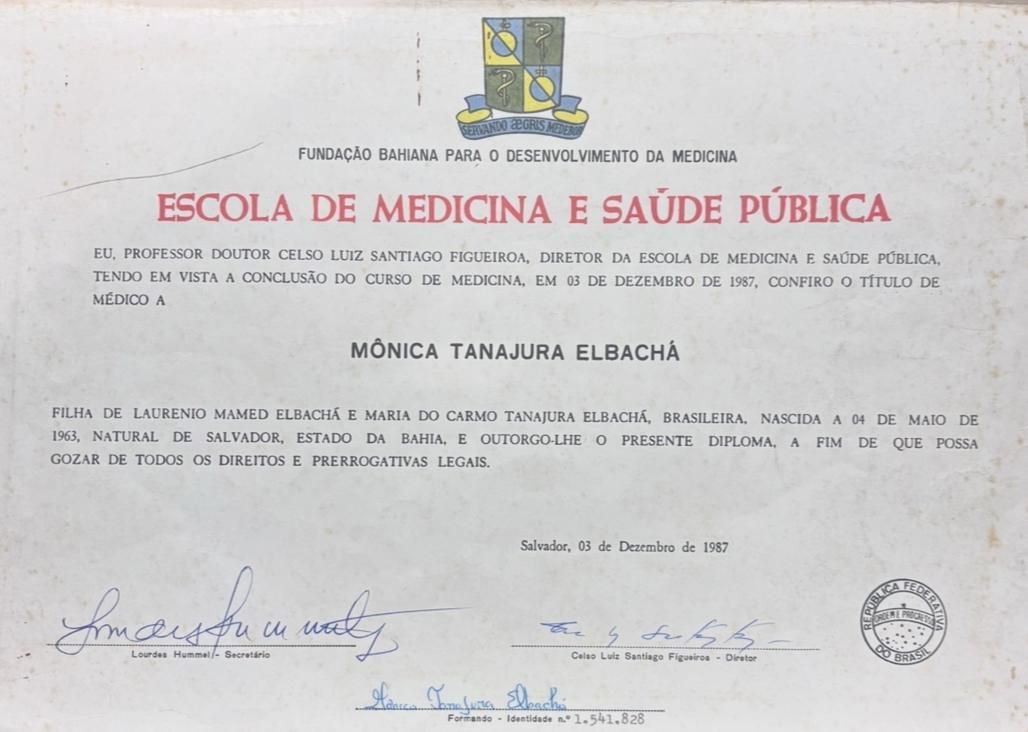 SERVANDO ÆGRIS MEDEBOR
FUNDAÇÃO BAHIANA PARA O DESENVOLVIMENTO DA MEDICINA
ESCOLA DE MEDICINA E SAÚDE PÚBLICA
EU, PROFESSOR DOUTOR CELSO LUIZ SANTIAGO FIGUEIROA, DIRETOR DA ESCOLA DE MEDICINA E SAÚDE PÚBLICA,
TENDO EM VISTA A CONCLUSÃO DO CURSO DE MEDICINA, EM 03 DE DEZEMBRO DE 1987, CONFIRO O TÍTULO DE
MÉDICO A
MÔNICA TANAJURA ELBACHÁ
FILHA DE LAURENIO MAMED ELBACHÁ E MARIA DO CARMO TANAJURA ELBACHÁ, BRASILEIRA, NASCIDA A 04 DE MAIO DE
1963, NATURAL DE SALVADOR, ESTADO DA BAHIA, E OUTORGO-LHE O PRESENTE DIPLOMA, A FIM DE QUE POSSA
GOZAR DE TODOS OS DIREITOS E PRERROGATIVAS LEGAIS.
Salvador, 03 de Dezembro de 1987
REPÚBLICA FEDERATIVA
ORDEM E PROGRESSO
DO BRASIL
Lourdes Hummel - Secretário
Celso Luiz Santiago Figueiroa - Diretor
Mônica Tanajura Elbachá
Formando - Identidade n.º 1.541.828